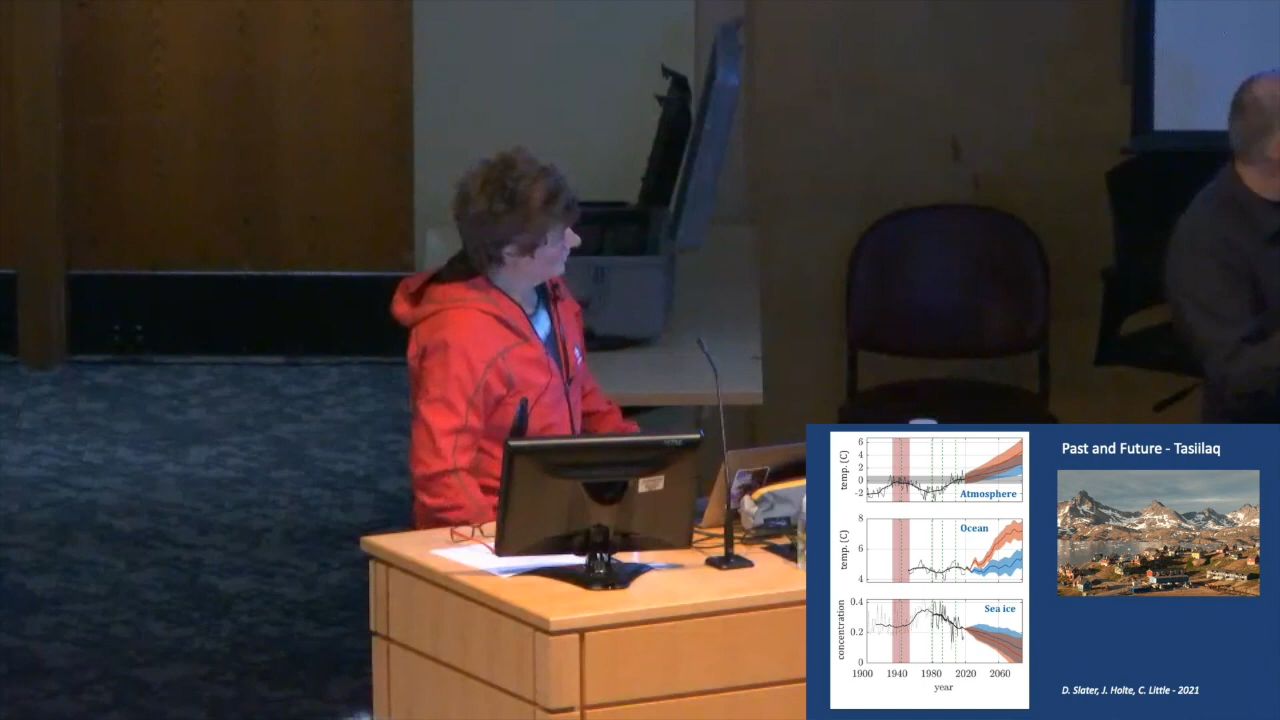 Past and Future - Tasiilaq
6
4
2
0
-2
temp. (C)
Atmosphere
8
6
4
temp. (C)
Ocean
0.4
0.2
0
concentration
Sea ice
1900 1940 1980 2020 2060
year
D. Slater, J. Holte, C. Little - 2021